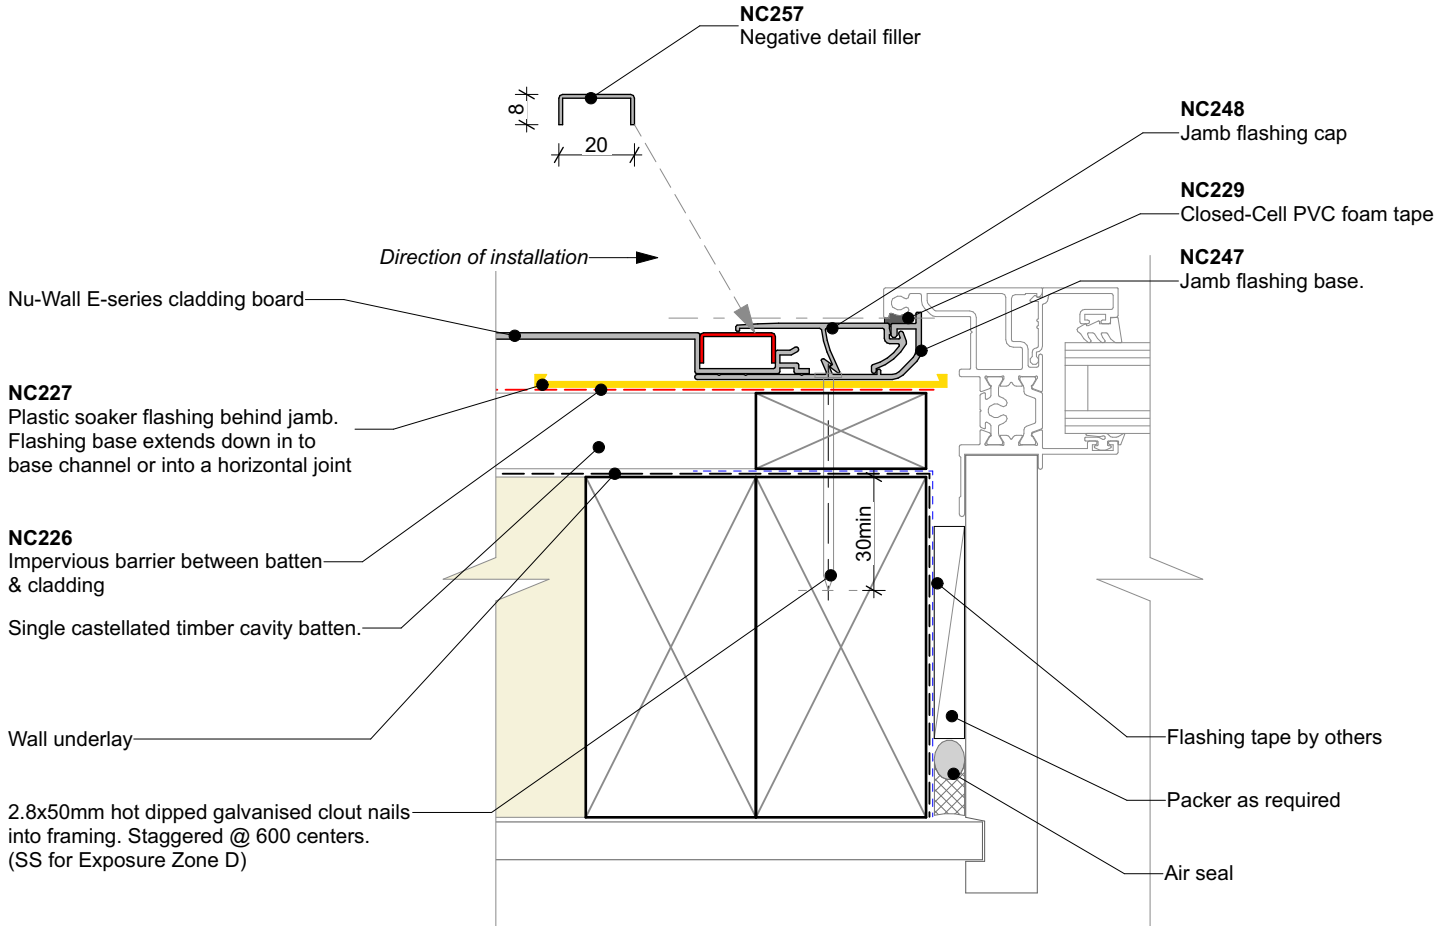 NC257
Negative detail filler
8
20
NC248
Jamb flashing cap
NC229
Closed-Cell PVC foam tape
NC247
Jamb flashing base.
Direction of installation
Nu-Wall E-series cladding board
NC227
Plastic soaker flashing behind jamb.
Flashing base extends down in to
base channel or into a horizontal joint
NC226
Impervious barrier between batten
& cladding
Single castellated timber cavity batten.
30min
Wall underlay
2.8x50mm hot dipped galvanised clout nails
into framing. Staggered @ 600 centers.
(SS for Exposure Zone D)
Flashing tape by others
Packer as required
Air seal